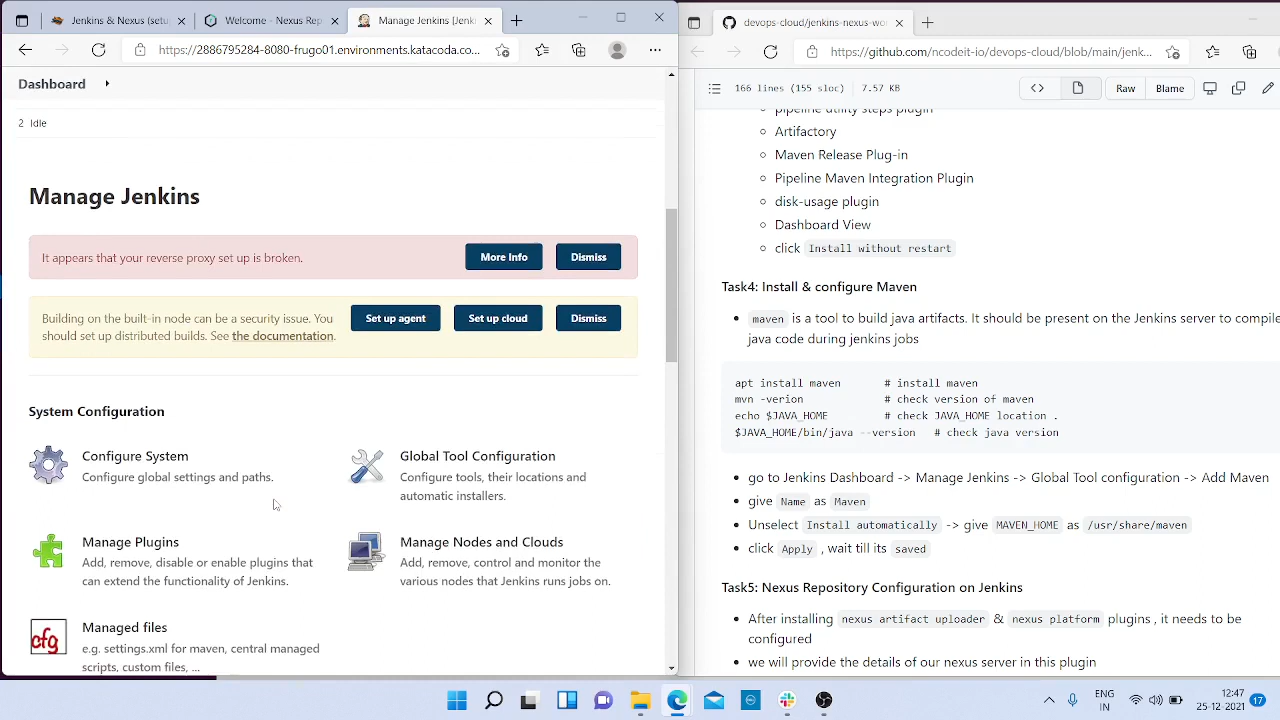 Jenkins & Nexus Setup - Jenkins
Welcome - Nexus Rep
Manage Jenkins [Jenk
https://2886795284-8080-frugo01.environments.katacoda.co...
Dashboard
2 Idle
Manage Jenkins
It appears that your reverse proxy set up is broken.
More Info
Dismiss
Building on the built-in node can be a security issue. You
should set up distributed builds. See the documentation.
Set up agent
Set up cloud
Dismiss
System Configuration
Configure System
Configure global settings and paths.
Global Tool Configuration
Configure tools, their locations and
automatic installers.
Manage Plugins
Add, remove, disable or enable plugins that
can extend the functionality of Jenkins.
Manage Nodes and Clouds
Add, remove, control and monitor the
various nodes that Jenkins runs jobs on.
cfg
Managed files
e.g. settings.xml for maven, central managed
scripts, custom files, ...
devops-cloud/jenkins-nexus-wo
https://github.com/ncodeit-io/devops-cloud/blob/main/jenk...
166 lines (155 sloc) 7.57 KB
Raw
Blame
pipeline utility steps plugin
Artifactory
Maven Release Plug-in
Pipeline Maven Integration Plugin
disk-usage plugin
Dashboard View
click Install without restart
Task4: Install & configure Maven
maven is a tool to build java artifacts. It should be present on the Jenkins server to compile
java code during jenkins jobs
apt install maven # install maven
mvn -verion # check version of maven
echo $JAVA_HOME # check JAVA_HOME location .
$JAVA_HOME/bin/java --version # check java version
go to Jenkins Dashboard -> Manage Jenkins -> Global Tool configuration -> Add Maven
give Name as Maven
Unselect Install automatically -> give MAVEN_HOME as /usr/share/maven
click Apply , wait till its saved
Task5: Nexus Repository Configuration on Jenkins
After installing nexus artifact uploader & nexus platform plugins , it needs to be
configured
we will provide the details of our nexus server in this plugin
ENG
IN
12:47
25-12-2021
17